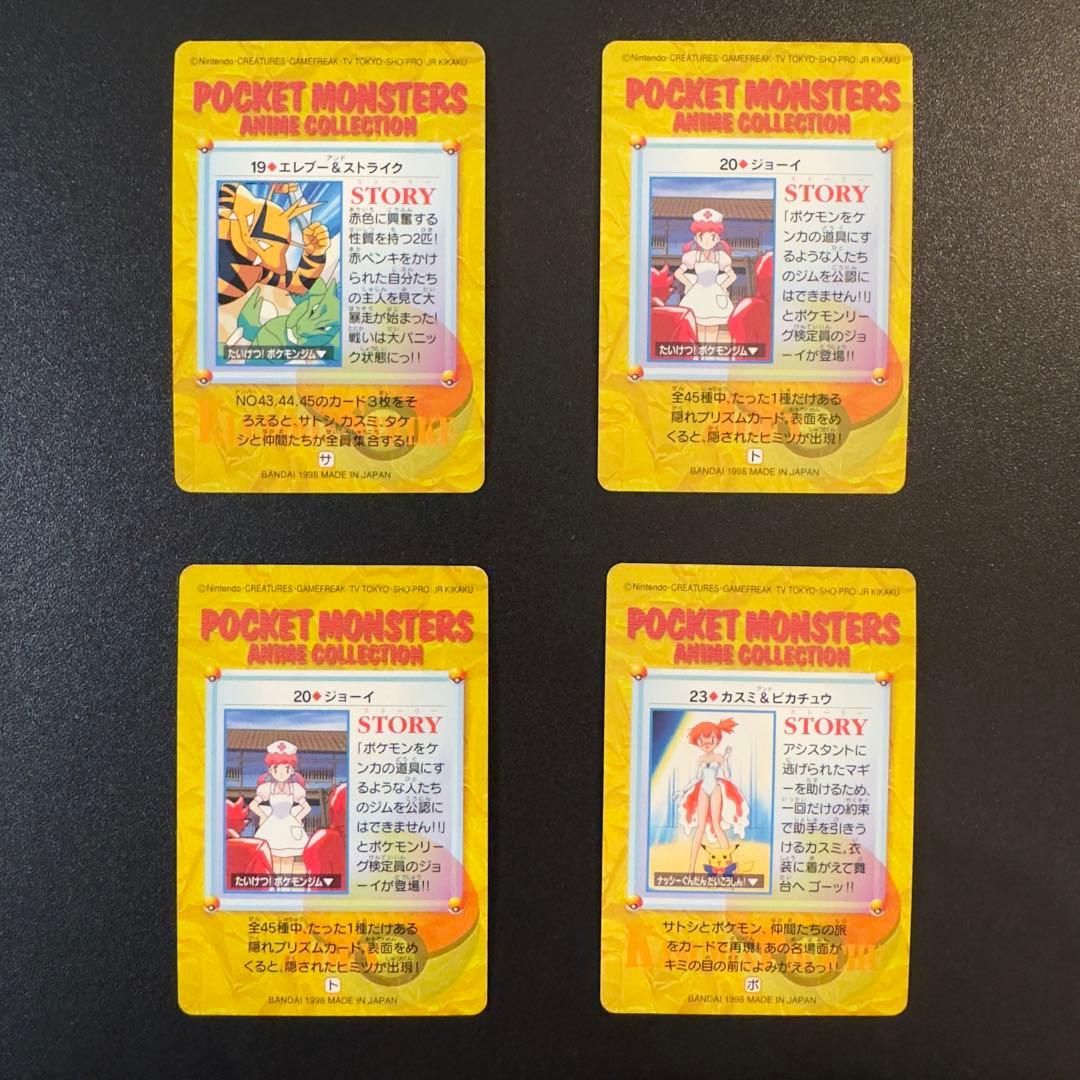 ©Nintendo・CREATURES・GAMEFREAK・TV TOKYO・SHO-PRO・JR KIKAKU
POCKET MONSTERS
ANIME COLLECTION
アンド
19◆エレブー&ストライク
ストーリー
STORY
赤色に興奮する
性質を持つ2匹!
赤ペンキをかけ
られた自分たち
の主人を見て大
暴走が始まった!
戦いは大パニッ
ク状態にっ!!
たいけつ! ポケモンジム▼
NO43,44,45のカード3枚をそ
ろえると、サトシ、カスミ、タケ
シと仲間たちが全員集合する!!
サ
BANDAI 1998 MADE IN JAPAN
©Nintendo・CREATURES・GAMEFREAK・TV TOKYO・SHO-PRO・JR KIKAKU
POCKET MONSTERS
ANIME COLLECTION
20◆ジョーイ
ストーリー
STORY
「ポケモンをケ
ンカの道具にす
るような人たち
のジムを公認に
はできません!!」
とポケモンリー
グ検定員のジョ
ーイが登場!!
たいけつ! ポケモンジム▼
全45種中、たった1種だけある
隠れプリズムカード。表面をめ
くると、隠されたヒミツが出現!
ト
BANDAI 1998 MADE IN JAPAN
©Nintendo・CREATURES・GAMEFREAK・TV TOKYO・SHO-PRO・JR KIKAKU
POCKET MONSTERS
ANIME COLLECTION
20◆ジョーイ
ストーリー
STORY
「ポケモンをケ
ンカの道具にす
るような人たち
のジムを公認に
はできません!!」
とポケモンリー
グ検定員のジョ
ーイが登場!!
たいけつ! ポケモンジム▼
全45種中、たった1種だけある
隠れプリズムカード。表面をめ
くると、隠されたヒミツが出現!
ト
BANDAI 1998 MADE IN JAPAN
©Nintendo・CREATURES・GAMEFREAK・TV TOKYO・SHO-PRO・JR KIKAKU
POCKET MONSTERS
ANIME COLLECTION
アンド
23◆カスミ&ピカチュウ
ストーリー
STORY
アシスタントに
逃げられたマギ
ーを助けるため、
一回だけの約束
で助手を引きう
けるカスミ。衣
装に着がえて舞
台へ ゴーッ!!
ナッシーぐんだん だいこうしん!▼
サトシとポケモン、仲間たちの旅
をカードで再現! あの名場面が
キミの目の前によみがえるっ!!
ポ
BANDAI 1998 MADE IN JAPAN